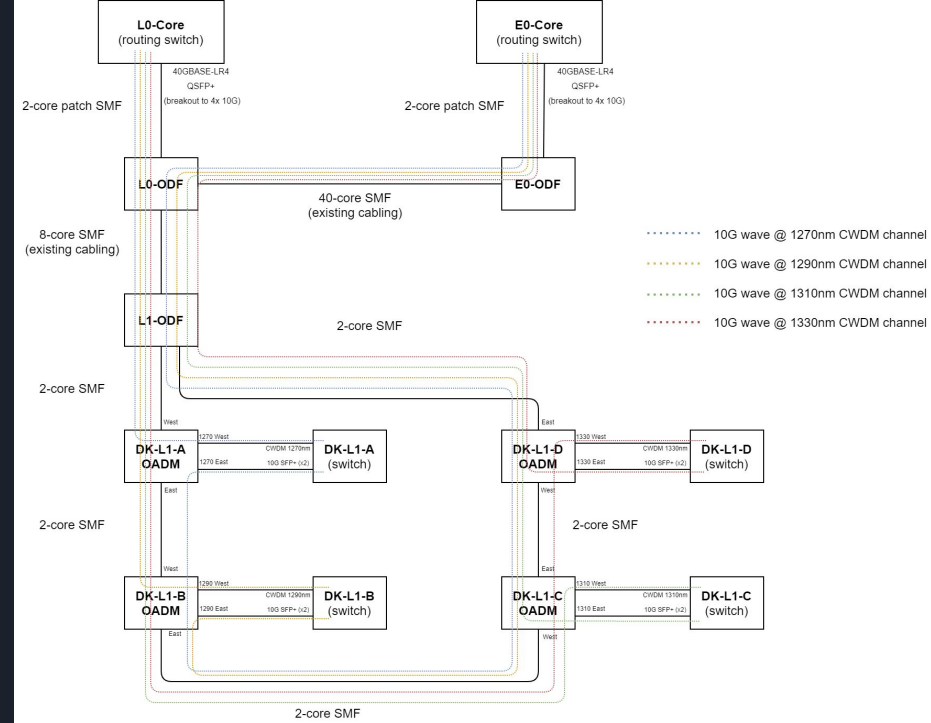 L0-Core
(routing switch)
E0-Core
(routing switch)
40GBASE-LR4
QSFP+
(breakout to 4x 10G)
40GBASE-LR4
QSFP+
(breakout to 4x 10G)
2-core patch SMF
2-core patch SMF
L0-ODF
E0-ODF
40-core SMF
(existing cabling)
8-core SMF
(existing cabling)
10G wave @ 1270nm CWDM channel
10G wave @ 1290nm CWDM channel
10G wave @ 1310nm CWDM channel
10G wave @ 1330nm CWDM channel
L1-ODF
2-core SMF
2-core SMF
West
East
DK-L1-A
OADM
1270 West
CWDM 1270nm
1270 East
10G SFP+ (x2)
DK-L1-A
(switch)
DK-L1-D
OADM
1330 West
CWDM 1330nm
1330 East
10G SFP+ (x2)
DK-L1-D
(switch)
East
West
2-core SMF
2-core SMF
West
East
DK-L1-B
OADM
1290 West
CWDM 1290nm
1290 East
10G SFP+ (x2)
DK-L1-B
(switch)
DK-L1-C
OADM
1310 West
CWDM 1310nm
1310 East
10G SFP+ (x2)
DK-L1-C
(switch)
East
West
2-core SMF